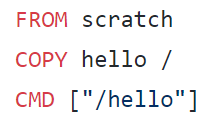 FROM scratch
COPY hello /
CMD ["/hello"]